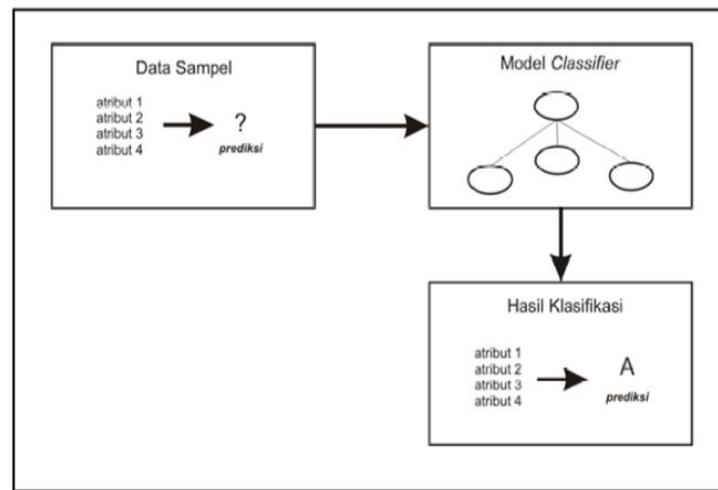 Data Sampel
atribut 1
atribut 2
atribut 3
atribut 4
?
prediksi
Model Classifier
Hasil Klasifikasi
atribut 1
atribut 2
atribut 3
atribut 4
A
prediksi